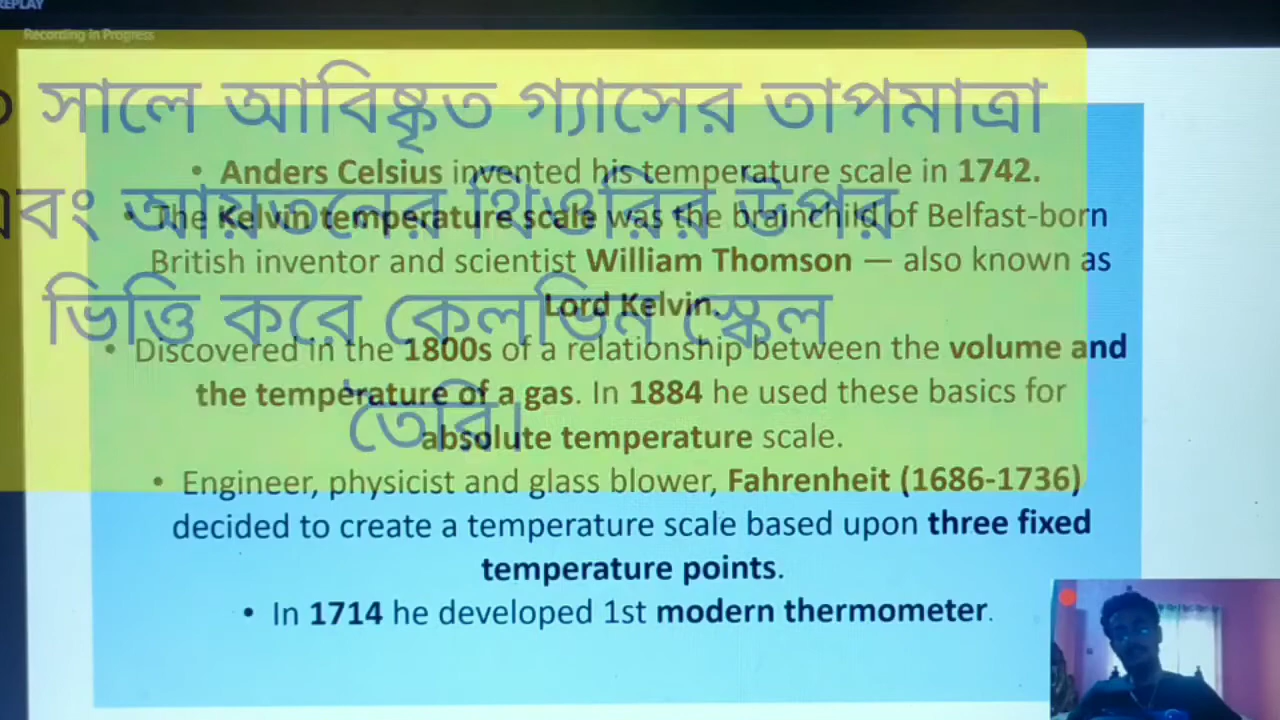 REPLAY
Recording in Progress
সালে আবিষ্কৃত গ্যাসের তাপমাত্রা
এবং আয়তনের থিওরির উপর
ভিত্তি করে কেলভিন স্কেল
তৈরি।
• Anders Celsius invented his temperature scale in 1742.
• The Kelvin temperature scale was the brainchild of Belfast-born
British inventor and scientist William Thomson — also known as
Lord Kelvin.
• Discovered in the 1800s of a relationship between the volume and
the temperature of a gas. In 1884 he used these basics for
absolute temperature scale.
• Engineer, physicist and glass blower, Fahrenheit (1686-1736)
decided to create a temperature scale based upon three fixed
temperature points.
• In 1714 he developed 1st modern thermometer.